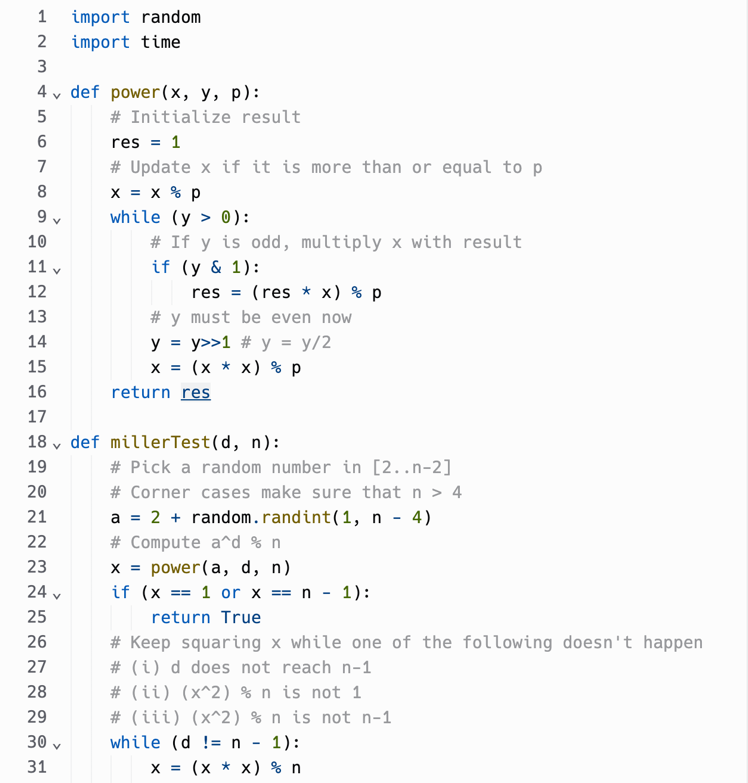 1 import random
2 import time
3
4 def power(x, y, p):
5     # Initialize result
6     res = 1
7     # Update x if it is more than or equal to p
8     x = x % p
9     while (y > 0):
10         # If y is odd, multiply x with result
11         if (y & 1):
12             res = (res * x) % p
13         # y must be even now
14         y = y>>1 # y = y/2
15         x = (x * x) % p
16     return res
17
18 def millerTest(d, n):
19     # Pick a random number in [2..n-2]
20     # Corner cases make sure that n > 4
21     a = 2 + random.randint(1, n - 4)
22     # Compute a^d % n
23     x = power(a, d, n)
24     if (x == 1 or x == n - 1):
25         return True
26     # Keep squaring x while one of the following doesn't happen
27     # (i) d does not reach n-1
28     # (ii) (x^2) % n is not 1
29     # (iii) (x^2) % n is not n-1
30     while (d != n - 1):
31         x = (x * x) % n